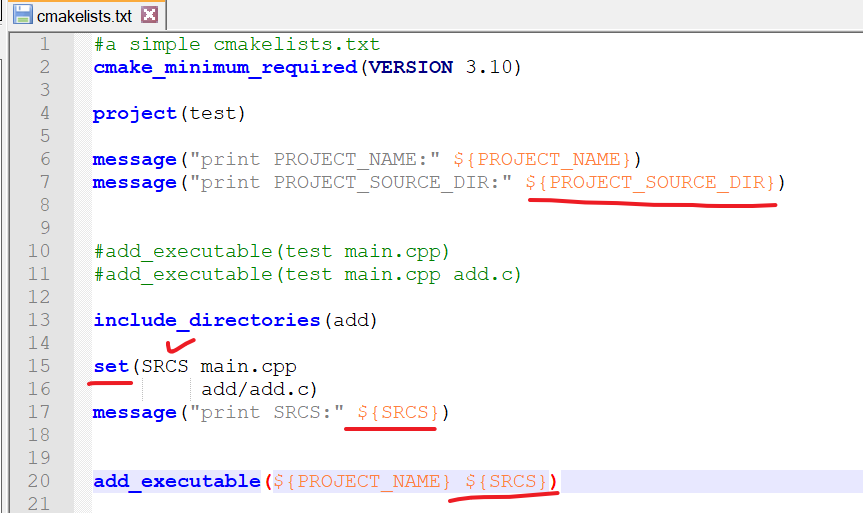 cmakelists.txt
1 #a simple cmakelists.txt
2 cmake_minimum_required(VERSION 3.10)
3
4 project(test)
5
6 message("print PROJECT_NAME:" ${PROJECT_NAME})
7 message("print PROJECT_SOURCE_DIR:" ${PROJECT_SOURCE_DIR})
8
9
10 #add_executable(test main.cpp)
11 #add_executable(test main.cpp add.c)
12
13 include_directories(add)
14
15 set(SRCS main.cpp
16 add/add.c)
17 message("print SRCS:" ${SRCS})
18
19
20 add_executable(${PROJECT_NAME} ${SRCS})
21